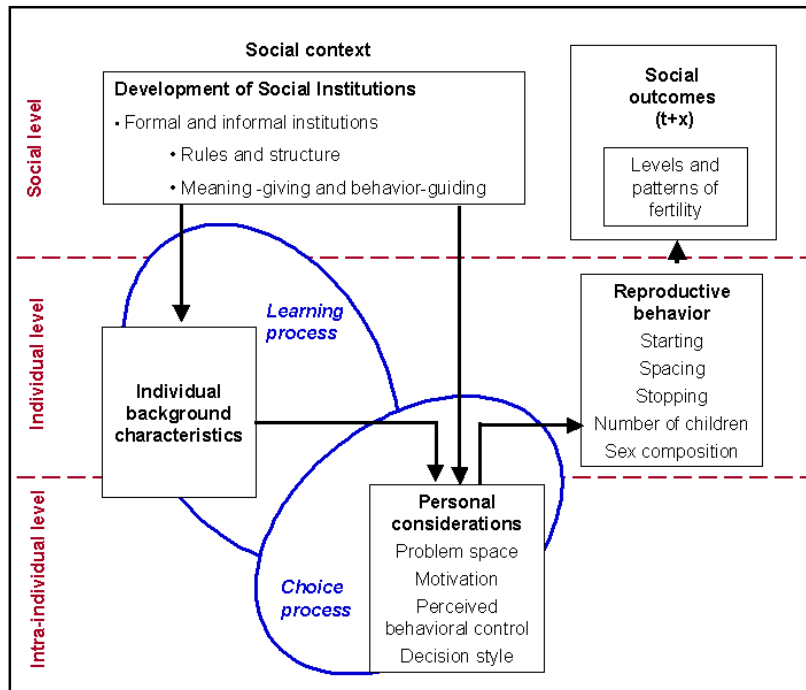 Social context
Development of Social Institutions
• Formal and informal institutions
• Rules and structure
• Meaning -giving and behavior-guiding
Social
outcomes
(t+x)
Levels and
patterns of
fertility
Social level
Learning
process
Individual
background
characteristics
Reproductive
behavior
Starting
Spacing
Stopping
Number of children
Sex composition
Individual level
Personal
considerations
Problem space
Motivation
Perceived
behavioral control
Decision style
Choice
process
Intra-individual level